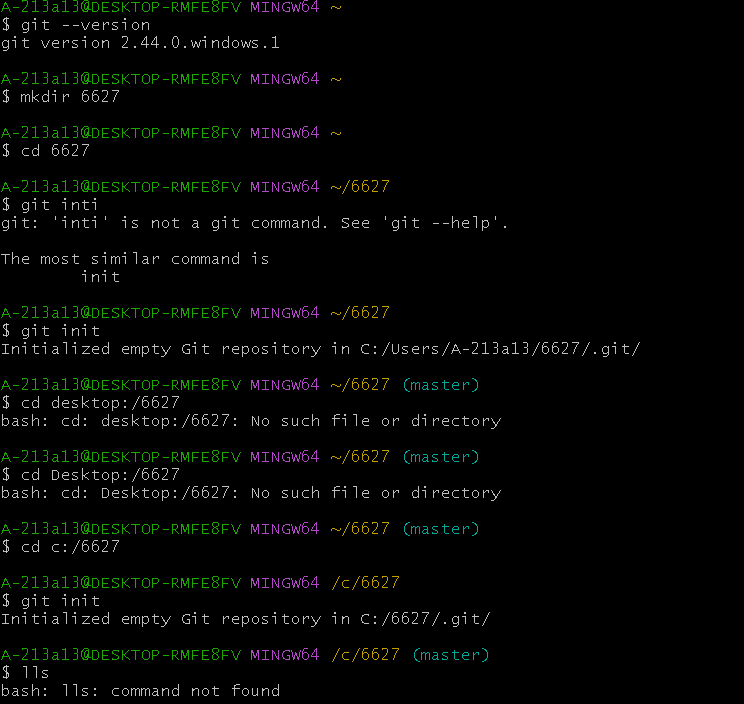 A-213a13@DESKTOP-RMFE8FV MINGW64 ~
$ git --version
git version 2.44.0.windows.1
A-213a13@DESKTOP-RMFE8FV MINGW64 ~
$ mkdir 6627
A-213a13@DESKTOP-RMFE8FV MINGW64 ~
$ cd 6627
A-213a13@DESKTOP-RMFE8FV MINGW64 ~/6627
$ git inti
git: 'inti' is not a git command. See 'git --help'.
The most similar command is
        init
A-213a13@DESKTOP-RMFE8FV MINGW64 ~/6627
$ git init
Initialized empty Git repository in C:/Users/A-213a13/6627/.git/
A-213a13@DESKTOP-RMFE8FV MINGW64 ~/6627 (master)
$ cd desktop:/6627
bash: cd: desktop:/6627: No such file or directory
A-213a13@DESKTOP-RMFE8FV MINGW64 ~/6627 (master)
$ cd Desktop:/6627
bash: cd: Desktop:/6627: No such file or directory
A-213a13@DESKTOP-RMFE8FV MINGW64 ~/6627 (master)
$ cd c:/6627
A-213a13@DESKTOP-RMFE8FV MINGW64 /c/6627
$ git init
Initialized empty Git repository in C:/6627/.git/
A-213a13@DESKTOP-RMFE8FV MINGW64 /c/6627 (master)
$ lls
bash: lls: command not found